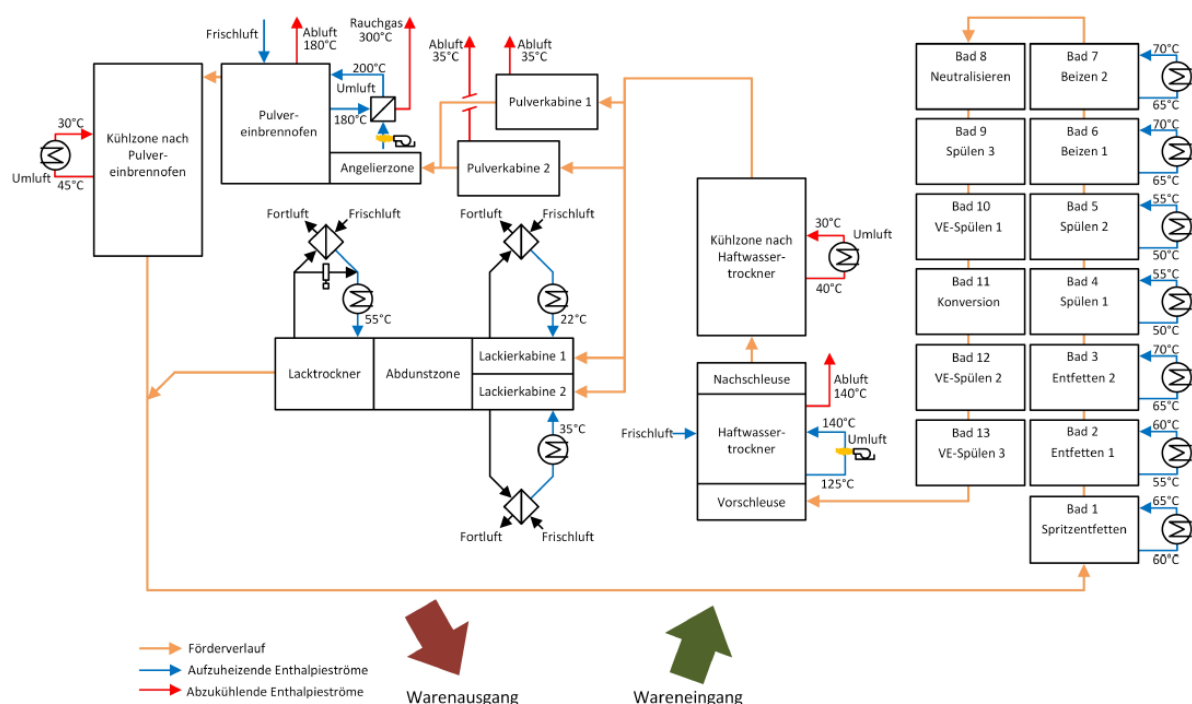 Frischluft
Abluft
180°C
Rauchgas
300°C
200°C
Umluft
180°C
Pulver-
einbrennofen
Angelierzone
Kühlzone nach
Pulver-
einbrennofen
30°C
Umluft
45°C
Abluft
35°C
Abluft
35°C
Pulverkabine 1
Pulverkabine 2
Fortluft
Frischluft
55°C
Fortluft
Frischluft
22°C
Lacktrockner
Abdunstzone
Lackierkabine 1
Lackierkabine 2
35°C
Fortluft
Frischluft
Kühlzone nach
Haftwasser-
trockner
30°C
Umluft
40°C
Nachschleuse
Abluft
140°C
Frischluft
Haftwasser-
trockner
140°C
Umluft
125°C
Vorschleuse
Bad 8
Neutralisieren
Bad 9
Spülen 3
Bad 10
VE-Spülen 1
Bad 11
Konversion
Bad 12
VE-Spülen 2
Bad 13
VE-Spülen 3
Bad 7
Beizen 2
70°C
65°C
Bad 6
Beizen 1
70°C
65°C
Bad 5
Spülen 2
55°C
50°C
Bad 4
Spülen 1
55°C
50°C
Bad 3
Entfetten 2
70°C
65°C
Bad 2
Entfetten 1
60°C
55°C
Bad 1
Spritzentfetten
65°C
60°C
Förderverlauf
Aufzuheizende Enthalpieströme
Abzukühlende Enthalpieströme
Warenausgang
Wareneingang